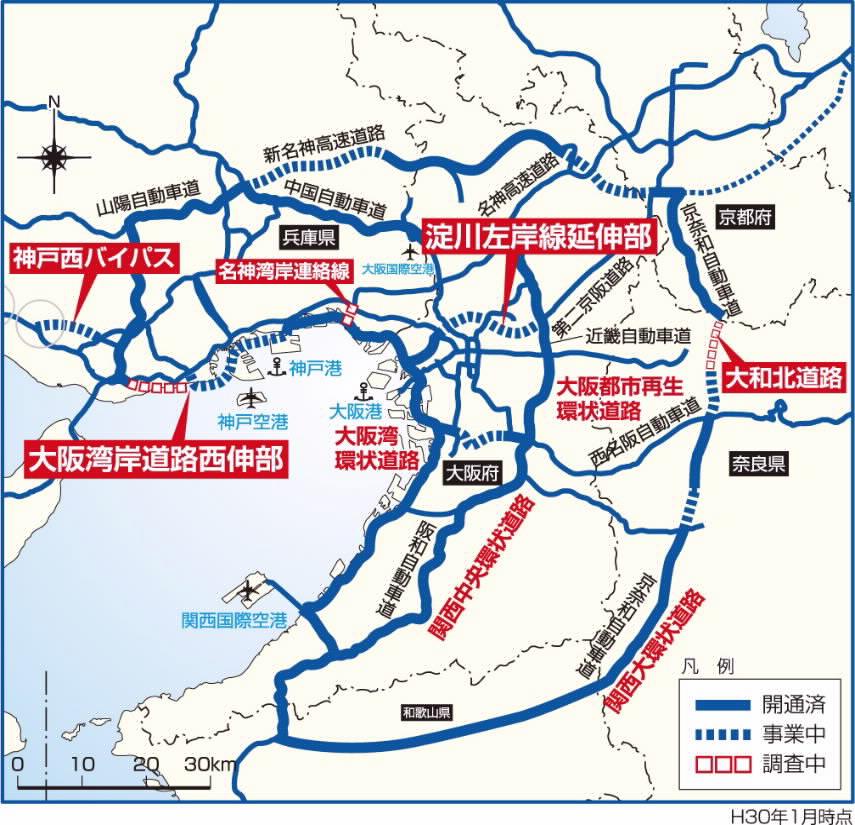 N
新名神高速道路
山陽自動車道
中国自動車道
名神高速道路
京都府
兵庫県
京奈和自動車道
淀川左岸線延伸部
神戸西バイパス
名神湾岸連絡線
大阪国際空港
第二京阪道路
近畿自動車道
神戸港
大和北道路
大阪都市再生
環状道路
神戸空港
大阪港
大阪湾
環状道路
西名阪自動車道
大阪湾岸道路西伸部
大阪府
奈良県
阪和自動車道
関西中央環状道路
関西国際空港
京奈和自動車道
関西大環状道路
凡 例
開通済
事業中
調査中
和歌山県
0 10 20 30km
H30年1月時点